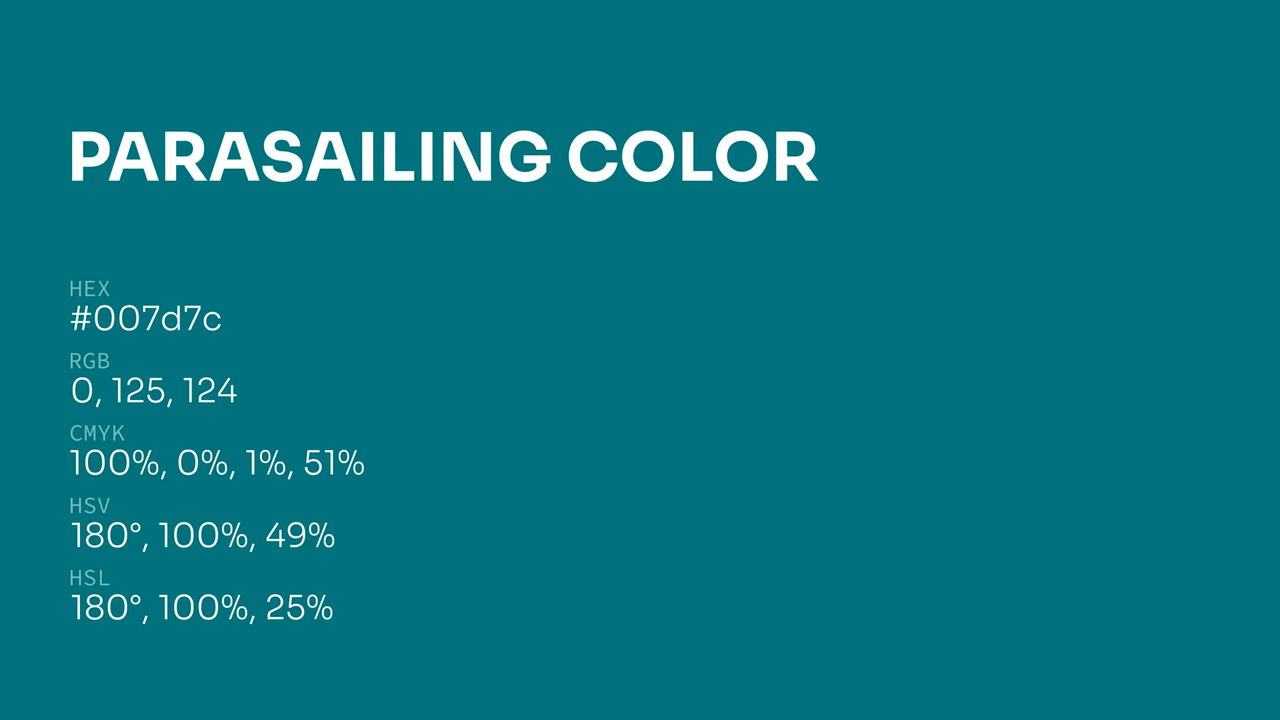 PARASAILING COLOR
HEX
#007d7c
RGB
0, 125, 124
CMYK
100%, 0%, 1%, 51%
HSV
180°, 100%, 49%
HSL
180°, 100%, 25%